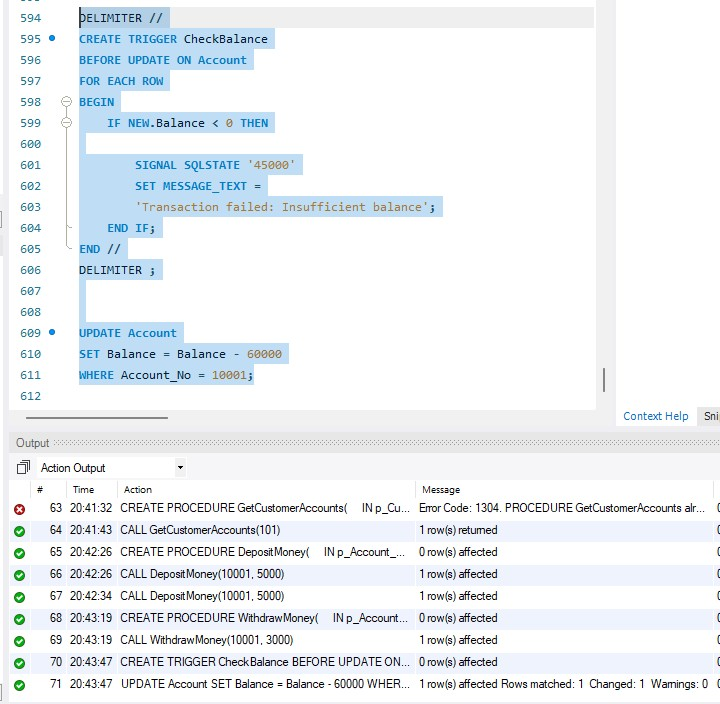 594 DELIMITER //
595 CREATE TRIGGER CheckBalance
596 BEFORE UPDATE ON Account
597 FOR EACH ROW
598 BEGIN
599 IF NEW.Balance < 0 THEN
600
601 SIGNAL SQLSTATE '45000'
602 SET MESSAGE_TEXT =
603 'Transaction failed: Insufficient balance';
604 END IF;
605 END //
606 DELIMITER ;
607
608
609 UPDATE Account
610 SET Balance = Balance - 60000
611 WHERE Account_No = 10001;
612
Context Help Sni
Output
Action Output
# Time Action Message
63 20:41:32 CREATE PROCEDURE GetCustomerAccounts( IN p_Cu... Error Code: 1304. PROCEDURE GetCustomerAccounts alr...
64 20:41:43 CALL GetCustomerAccounts(101) 1 row(s) returned
65 20:42:26 CREATE PROCEDURE DepositMoney( IN p_Account_... 0 row(s) affected
66 20:42:26 CALL DepositMoney(10001, 5000) 1 row(s) affected
67 20:42:34 CALL DepositMoney(10001, 5000) 1 row(s) affected
68 20:43:19 CREATE PROCEDURE WithdrawMoney( IN p_Account... 0 row(s) affected
69 20:43:19 CALL WithdrawMoney(10001, 3000) 1 row(s) affected
70 20:43:47 CREATE TRIGGER CheckBalance BEFORE UPDATE ON... 0 row(s) affected
71 20:43:47 UPDATE Account SET Balance = Balance - 60000 WHER... 1 row(s) affected Rows matched: 1 Changed: 1 Warnings: 0